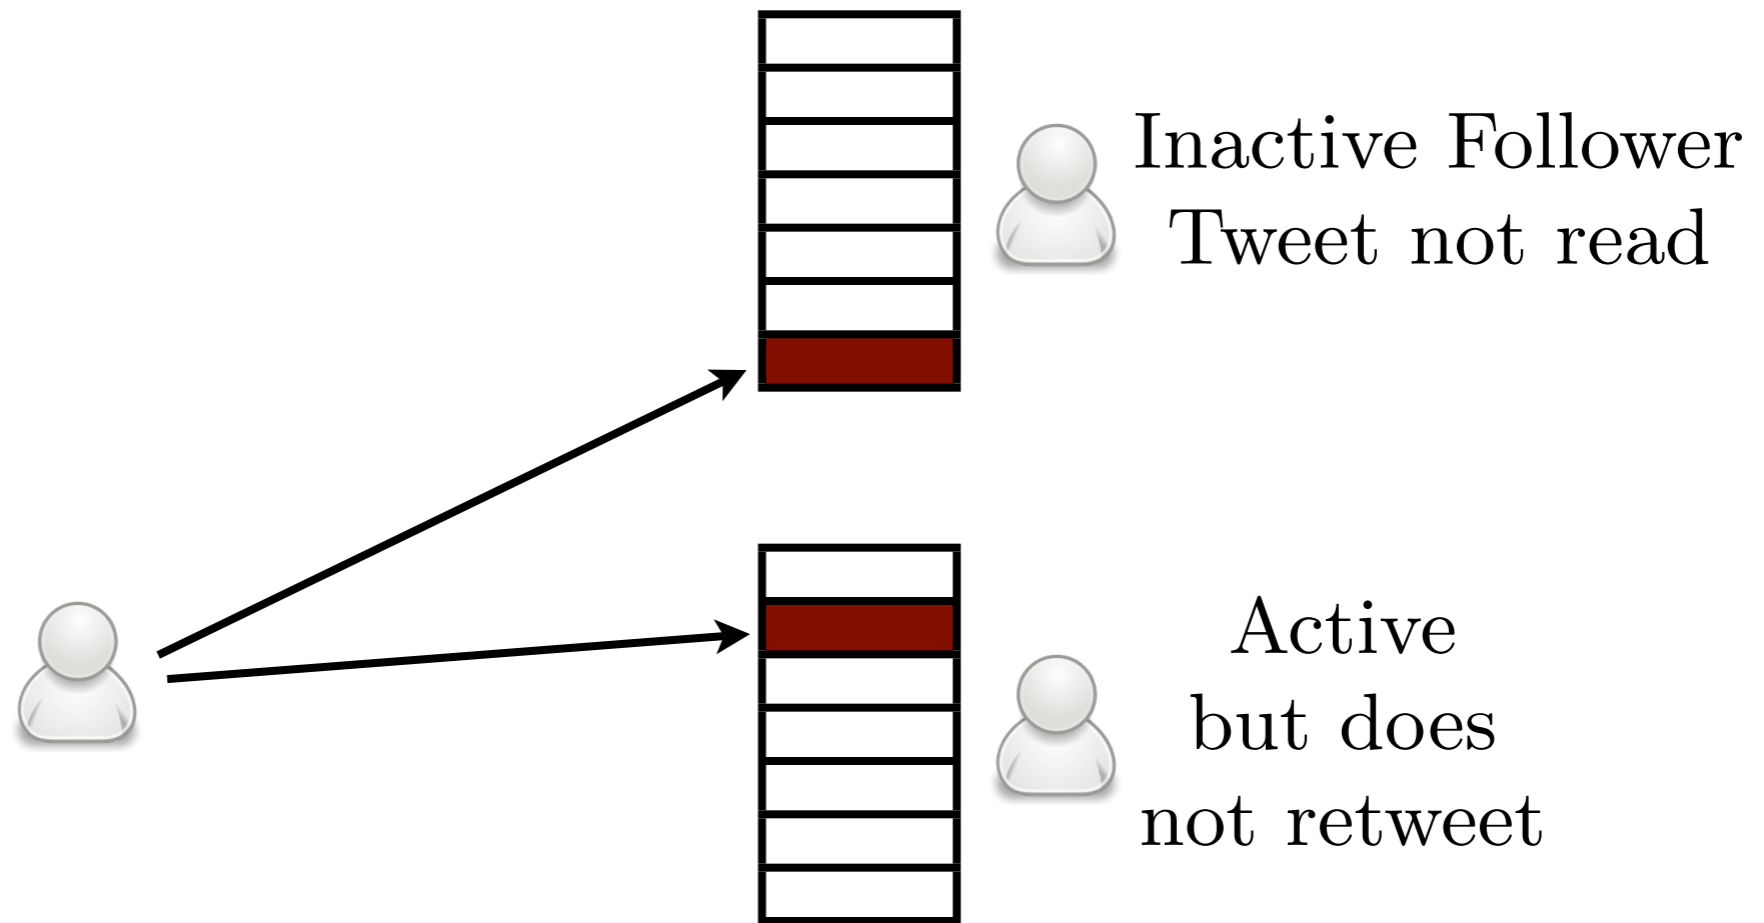 Inactive Follower
Tweet not read
Active
but does
not retweet